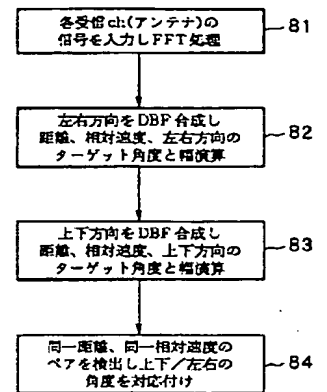 各受信ch.(アンテナ)の
信号を入力しFFT処理
81
左右方向をDBF合成し
距離、相対速度、左右方向の
ターゲット角度と幅演算
82
上下方向をDBF合成し
距離、相対速度、上下方向の
ターゲット角度と幅演算
83
同一距離、同一相対速度の
ペアを検出し上下/左右の
角度を対応付け
84